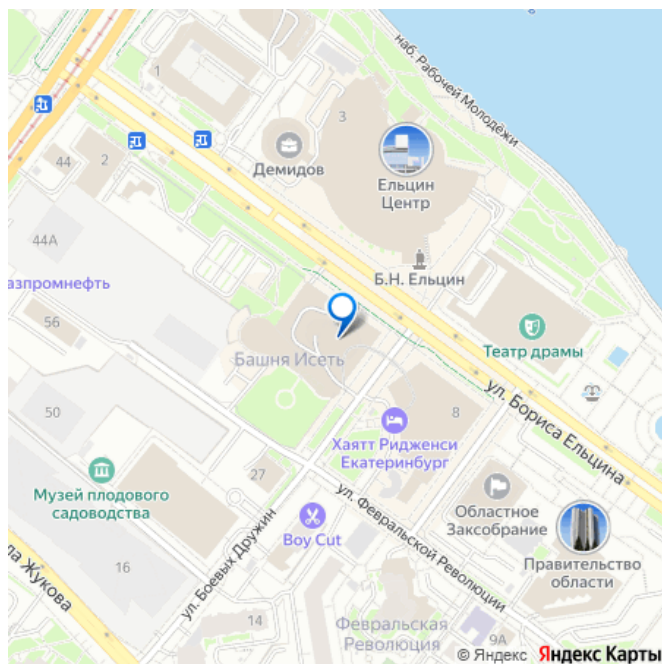 наб. Рабочей Молодёжи
1
3
44
2
Демидов
Ельцин
Центр
44А
Б.Н. Ельцин
азпромнефть
56
Башня Исеть
Театр драмы
ул. Бориса Ельцина
50
8
Хаятт Ридженси
Екатеринбург
27
Музей плодового
садоводства
Boy Cut
ул. Февральской Революции
Областное
Заксобрание
ул. Боевых Дружин
16
Правительство
области
ла Жукова
14
Февральская
Революция
9А
© Яндекс Яндекс Карты